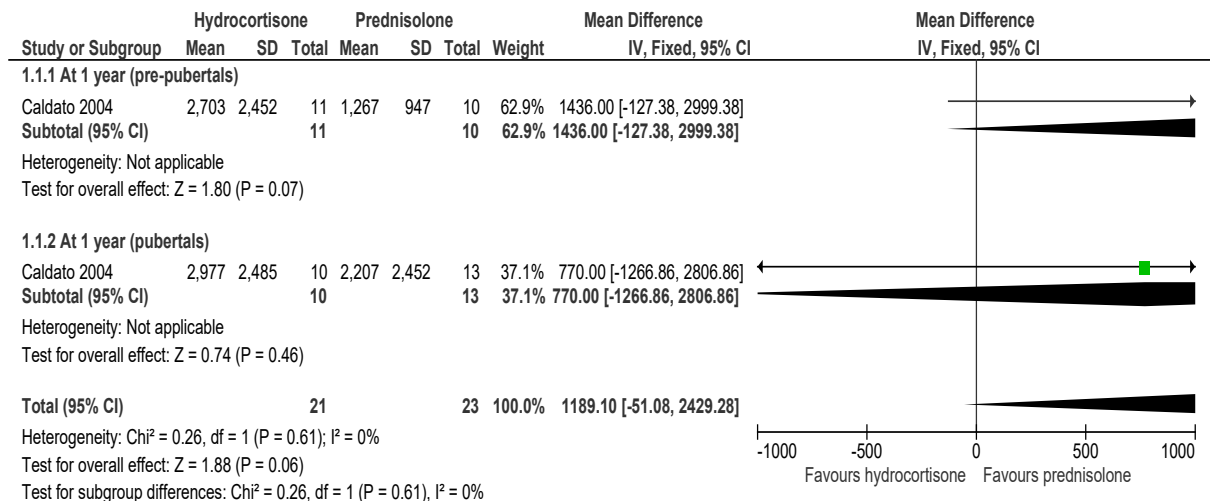 Hydrocortisone Prednisolone Mean Difference Mean Difference
Study or Subgroup Mean SD Total Mean SD Total Weight IV, Fixed, 95% CI IV, Fixed, 95% CI
1.1.1 At 1 year (pre-pubertals)
Caldato 2004 2,703 2,452 11 1,267 947 10 62.9% 1436.00 [-127.38, 2999.38]
Subtotal (95% CI) 11 10 62.9% 1436.00 [-127.38, 2999.38]
Heterogeneity: Not applicable
Test for overall effect: Z = 1.80 (P = 0.07)
1.1.2 At 1 year (pubertals)
Caldato 2004 2,977 2,485 10 2,207 2,452 13 37.1% 770.00 [-1266.86, 2806.86]
Subtotal (95% CI) 10 13 37.1% 770.00 [-1266.86, 2806.86]
Heterogeneity: Not applicable
Test for overall effect: Z = 0.74 (P = 0.46)
Total (95% CI) 21 23 100.0% 1189.10 [-51.08, 2429.28]
Heterogeneity: Chi² = 0.26, df = 1 (P = 0.61); I² = 0%
Test for overall effect: Z = 1.88 (P = 0.06)
Test for subgroup differences: Chi² = 0.26, df = 1 (P = 0.61), I² = 0%
-1000 -500 0 500 1000
Favours hydrocortisone Favours prednisolone